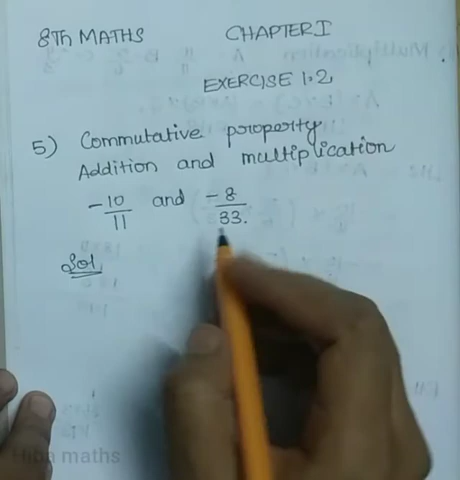 8TH MATHS CHAPTER I
EXERCISE 1.2
5) Commutative property
Addition and multiplication
-10/11 and -8/33.
Sol
Hiba maths